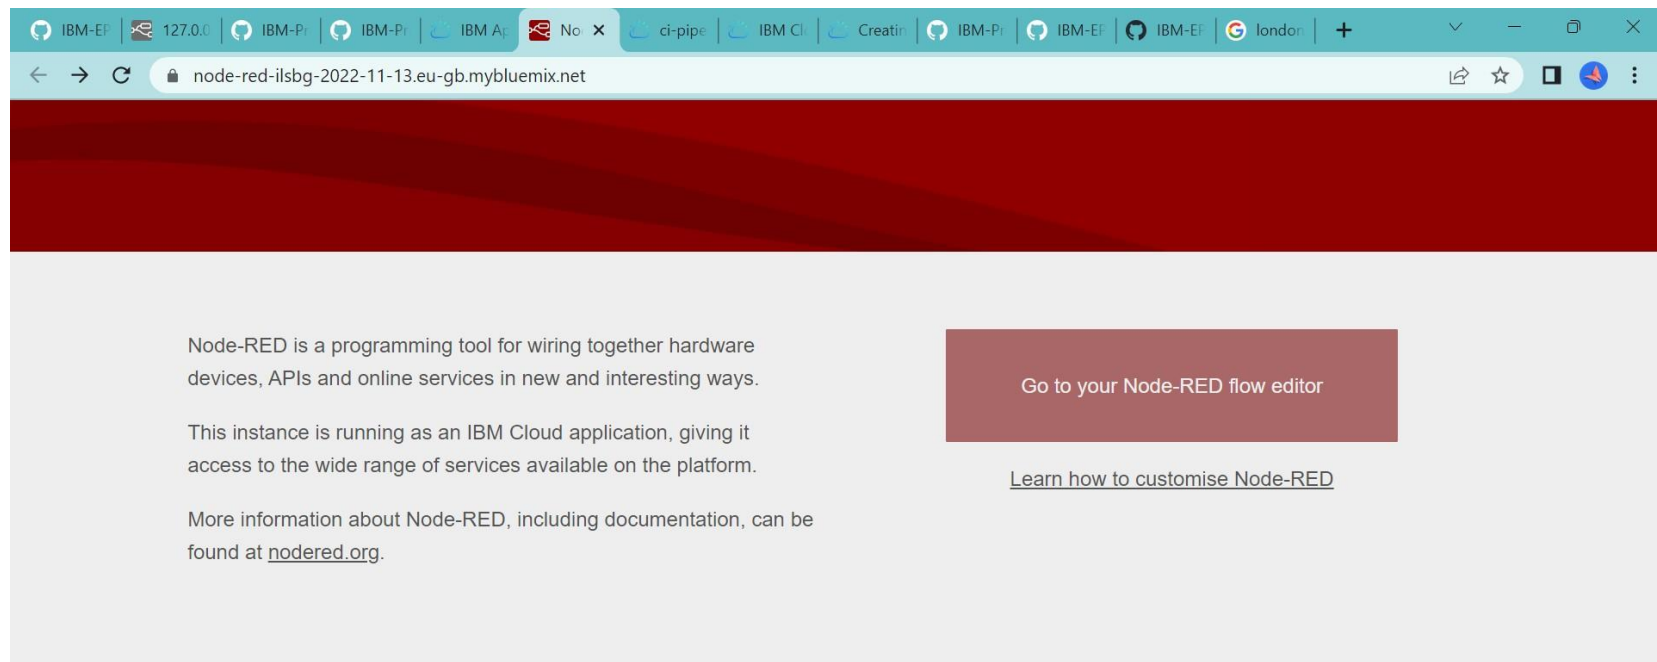 IBM-EP 127.0.0 IBM-Pr IBM-Pr IBM Ap No ci-pipe IBM Cl Creatin IBM-Pr IBM-EP IBM-EP london
node-red-ilsbg-2022-11-13.eu-gb.mybluemix.net
Node-RED is a programming tool for wiring together hardware
devices, APIs and online services in new and interesting ways.
This instance is running as an IBM Cloud application, giving it
access to the wide range of services available on the platform.
More information about Node-RED, including documentation, can be
found at nodered.org.
Go to your Node-RED flow editor
Learn how to customise Node-RED